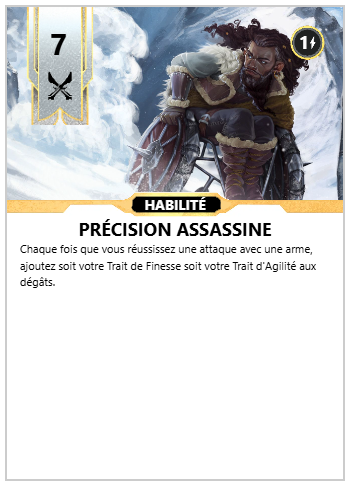 7
1
HABILITÉ
PRÉCISION ASSASSINE
Chaque fois que vous réussissez une attaque avec une arme,
ajoutez soit votre Trait de Finesse soit votre Trait d'Agilité aux
dégâts.